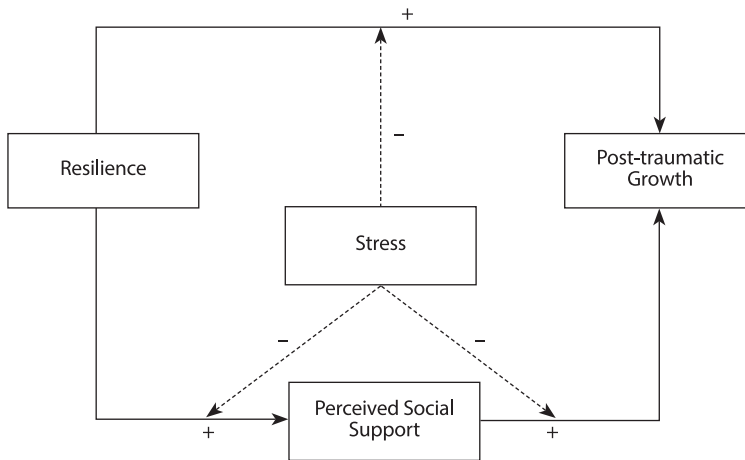 +
Resilience
Post-traumatic
Growth
–
Stress
–
–
Perceived Social
Support
+
+